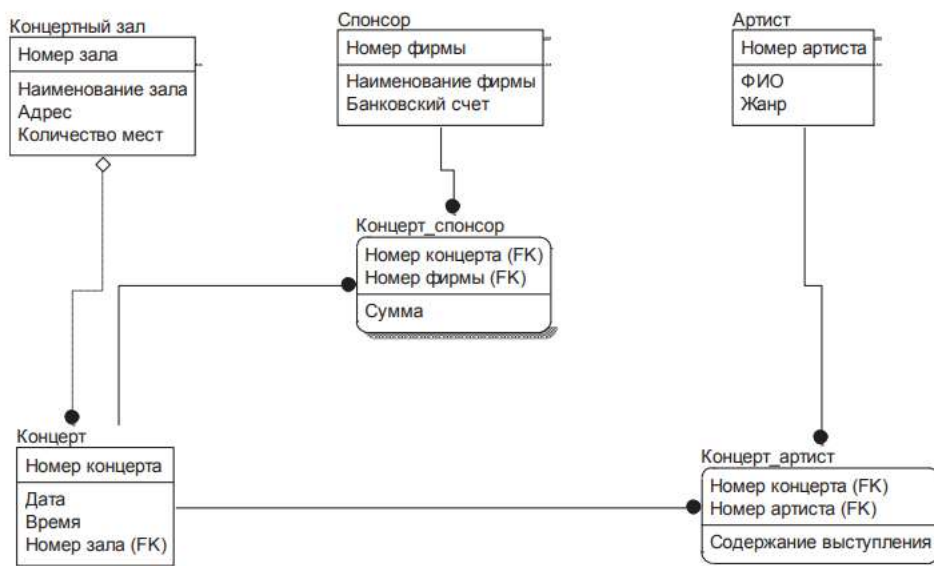 Концертный зал
Номер зала
Наименование зала
Адрес
Количество мест
Спонсор
Номер фирмы
Наименование фирмы
Банковский счет
Артист
Номер артиста
ФИО
Жанр
Концерт_спонсор
Номер концерта (FK)
Номер фирмы (FK)
Сумма
Концерт
Номер концерта
Дата
Время
Номер зала (FK)
Концерт_артист
Номер концерта (FK)
Номер артиста (FK)
Содержание выступления